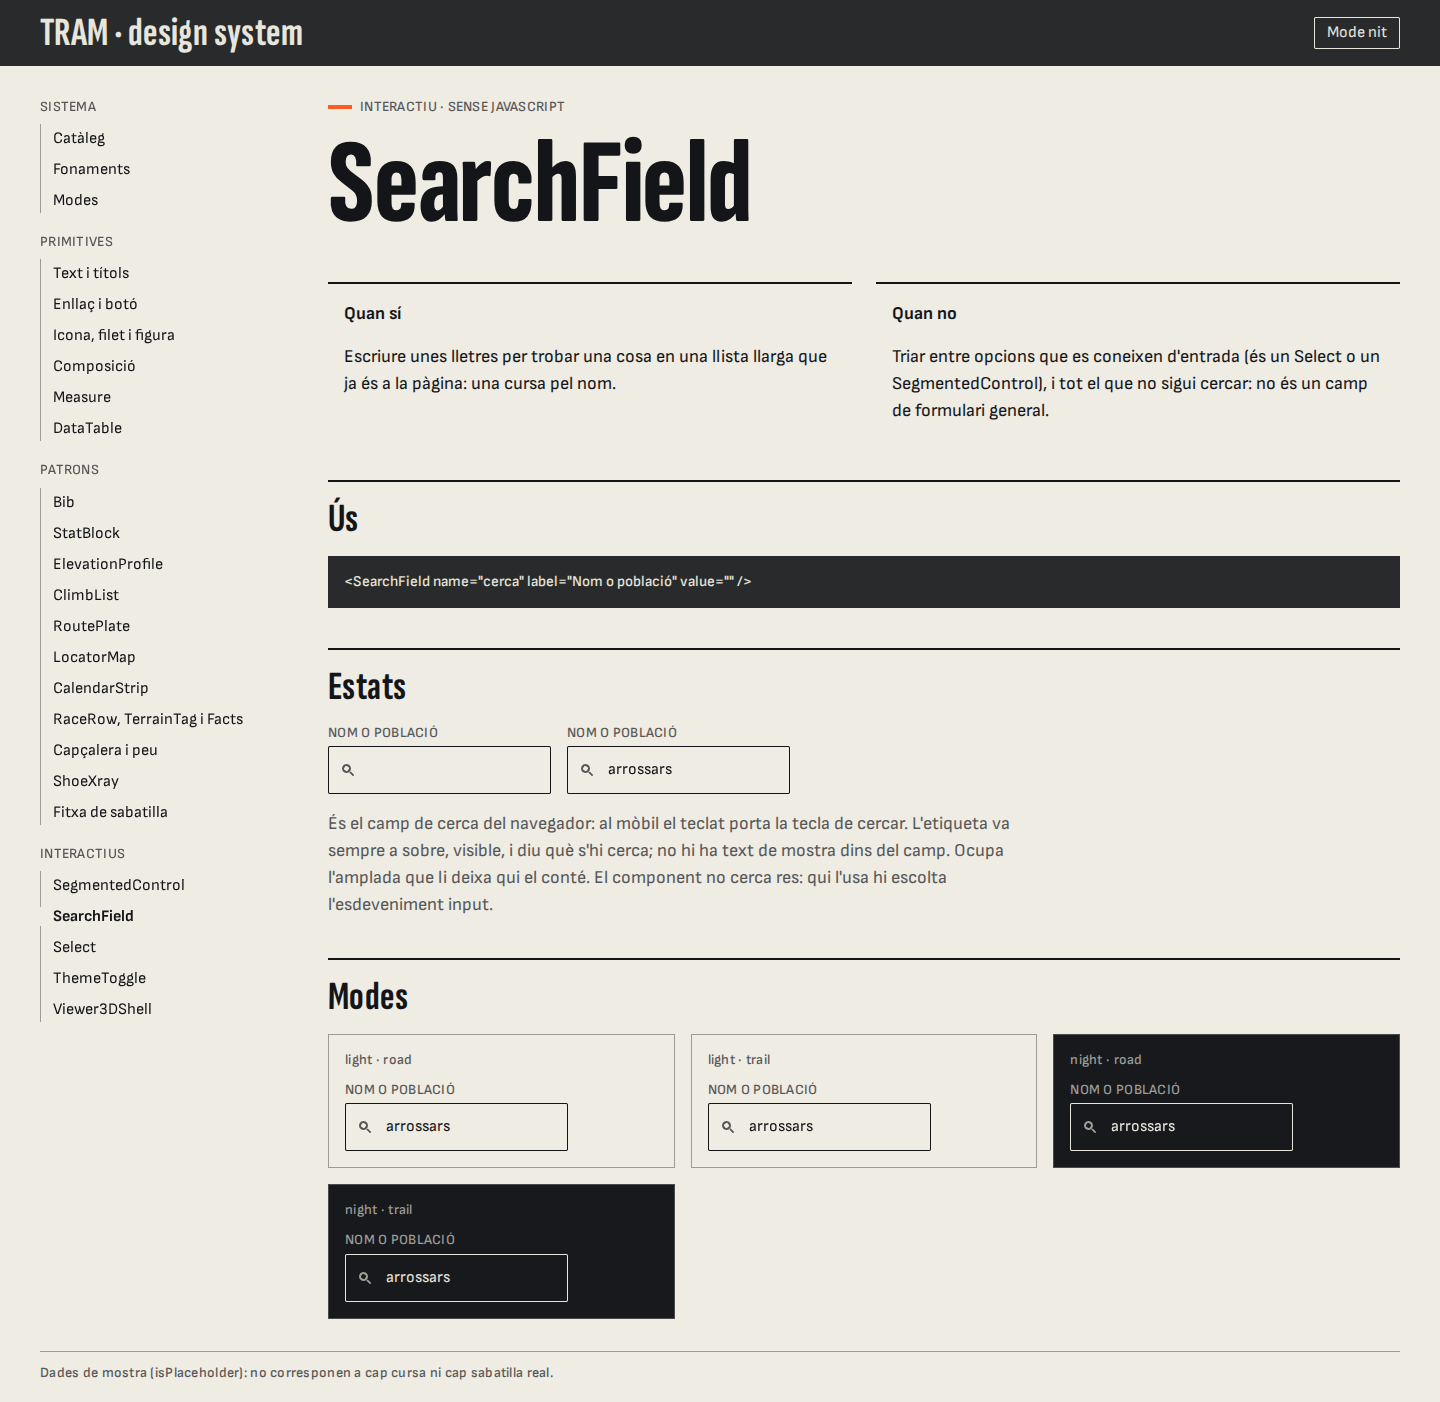 TRAM · design system
Mode nit
SISTEMA
Catàleg
Fonaments
Modes
PRIMITIVES
Text i títols
Enllaç i botó
Icona, filet i figura
Composició
Measure
DataTable
PATRONS
Bib
StatBlock
ElevationProfile
ClimbList
RoutePlate
LocatorMap
CalendarStrip
RaceRow, TerrainTag i Facts
Capçalera i peu
ShoeXray
Fitxa de sabatilla
INTERACTIUS
SegmentedControl
SearchField
Select
ThemeToggle
Viewer3DShell
INTERACTIU · SENSE JAVASCRIPT
SearchField
Quan sí
Escriure unes lletres per trobar una cosa en una llista llarga que
ja és a la pàgina: una cursa pel nom.
Quan no
Triar entre opcions que es coneixen d'entrada (és un Select o un
SegmentedControl), i tot el que no sigui cercar: no és un camp
de formulari general.
Ús
<SearchField name="cerca" label="Nom o població" value="" />
Estats
NOM O POBLACIÓ
NOM O POBLACIÓ
arrossars
És el camp de cerca del navegador: al mòbil el teclat porta la tecla de cercar. L'etiqueta va
sempre a sobre, visible, i diu què s'hi cerca; no hi ha text de mostra dins del camp. Ocupa
l'amplada que li deixa qui el conté. El component no cerca res: qui l'usa hi escolta
l'esdeveniment input.
Modes
light · road
NOM O POBLACIÓ
arrossars
light · trail
NOM O POBLACIÓ
arrossars
night · road
NOM O POBLACIÓ
arrossars
night · trail
NOM O POBLACIÓ
arrossars
Dades de mostra (isPlaceholder): no corresponen a cap cursa ni cap sabatilla real.